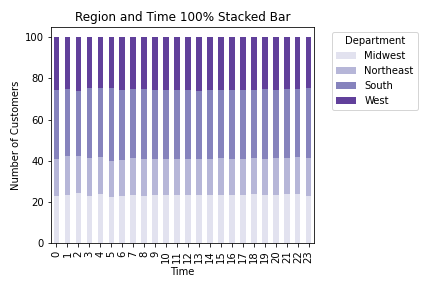 Region and Time 100% Stacked Bar
Number of Customers
100
80
60
40
20
0
0 1 2 3 4 5 6 7 8 9 10 11 12 13 14 15 16 17 18 19 20 21 22 23
Time
Department
Midwest
Northeast
South
West